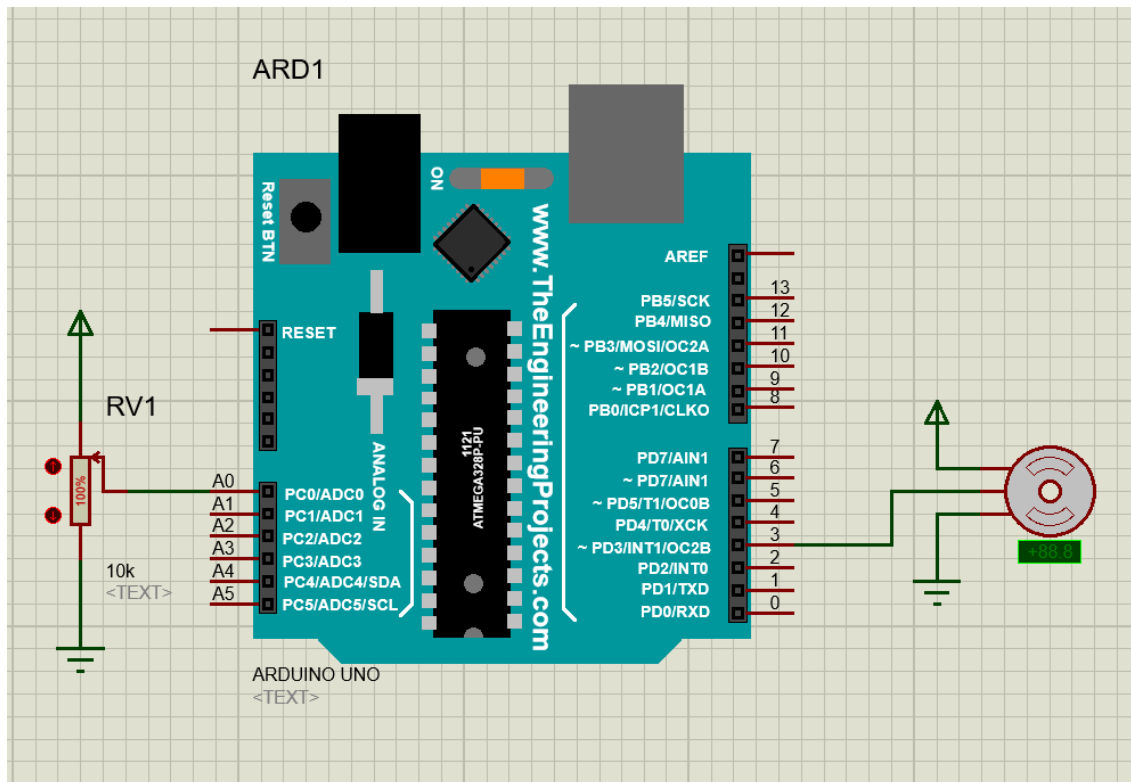 ARD1
ON
Reset BTN
www.TheEngineeringProjects.com
RESET
ANALOG IN
1121
ATMEGA328P-PU
AREF
PB5/SCK 13
PB4/MISO 12
~ PB3/MOSI/OC2A 11
~ PB2/OC1B 10
~ PB1/OC1A 9
PB0/ICP1/CLKO 8
PD7/AIN1 7
~ PD7/AIN1 6
~ PD5/T1/OC0B 5
PD4/T0/XCK 4
~ PD3/INT1/OC2B 3
PD2/INT0 2
PD1/TXD 1
PD0/RXD 0
RV1
100%
10k
<TEXT>
A0 PC0/ADC0
A1 PC1/ADC1
A2 PC2/ADC2
A3 PC3/ADC3
A4 PC4/ADC4/SDA
A5 PC5/ADC5/SCL
ARDUINO UNO
<TEXT>
+88.8